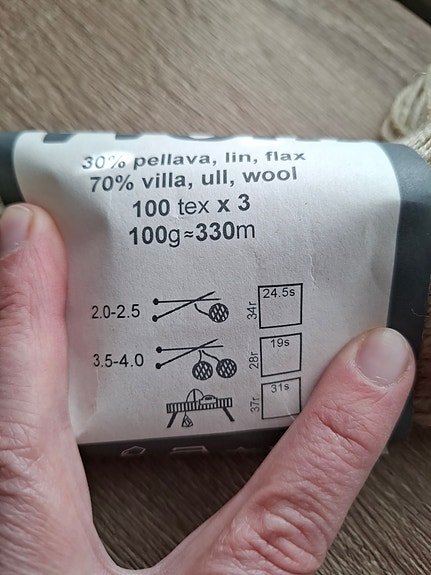 30% pellava, lin, flax
70% villa, ull, wool
100 tex x 3
100g≈330m
2.0-2.5
24.5s
34r
3.5-4.0
19s
28r
31s
37r